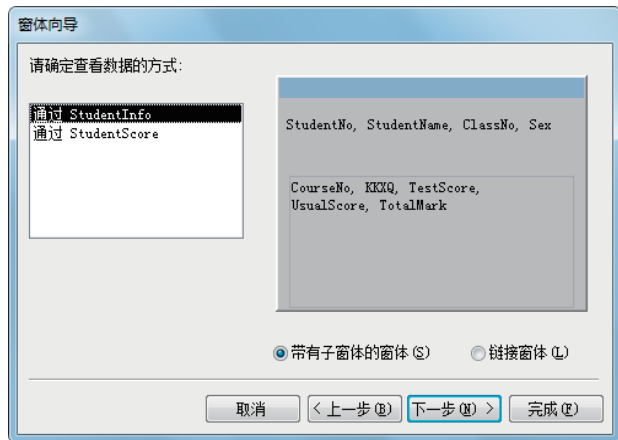 窗体向导
请确定查看数据的方式:
通过 StudentInfo
通过 StudentScore
StudentNo, StudentName, ClassNo, Sex
CourseNo, KKXQ, TestScore,
UsualScore, TotalMark
带有子窗体的窗体(S) 链接窗体(L)
取消 <上一步(B) 下一步(N) > 完成(F)